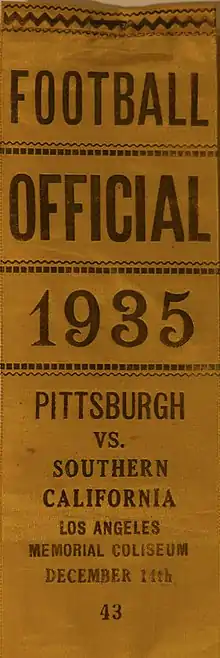 FOOTBALL
OFFICIAL
1935
PITTSBURGH
VS.
SOUTHERN
CALIFORNIA
LOS ANGELES
MEMORIAL COLISEUM
DECEMBER 14th
43